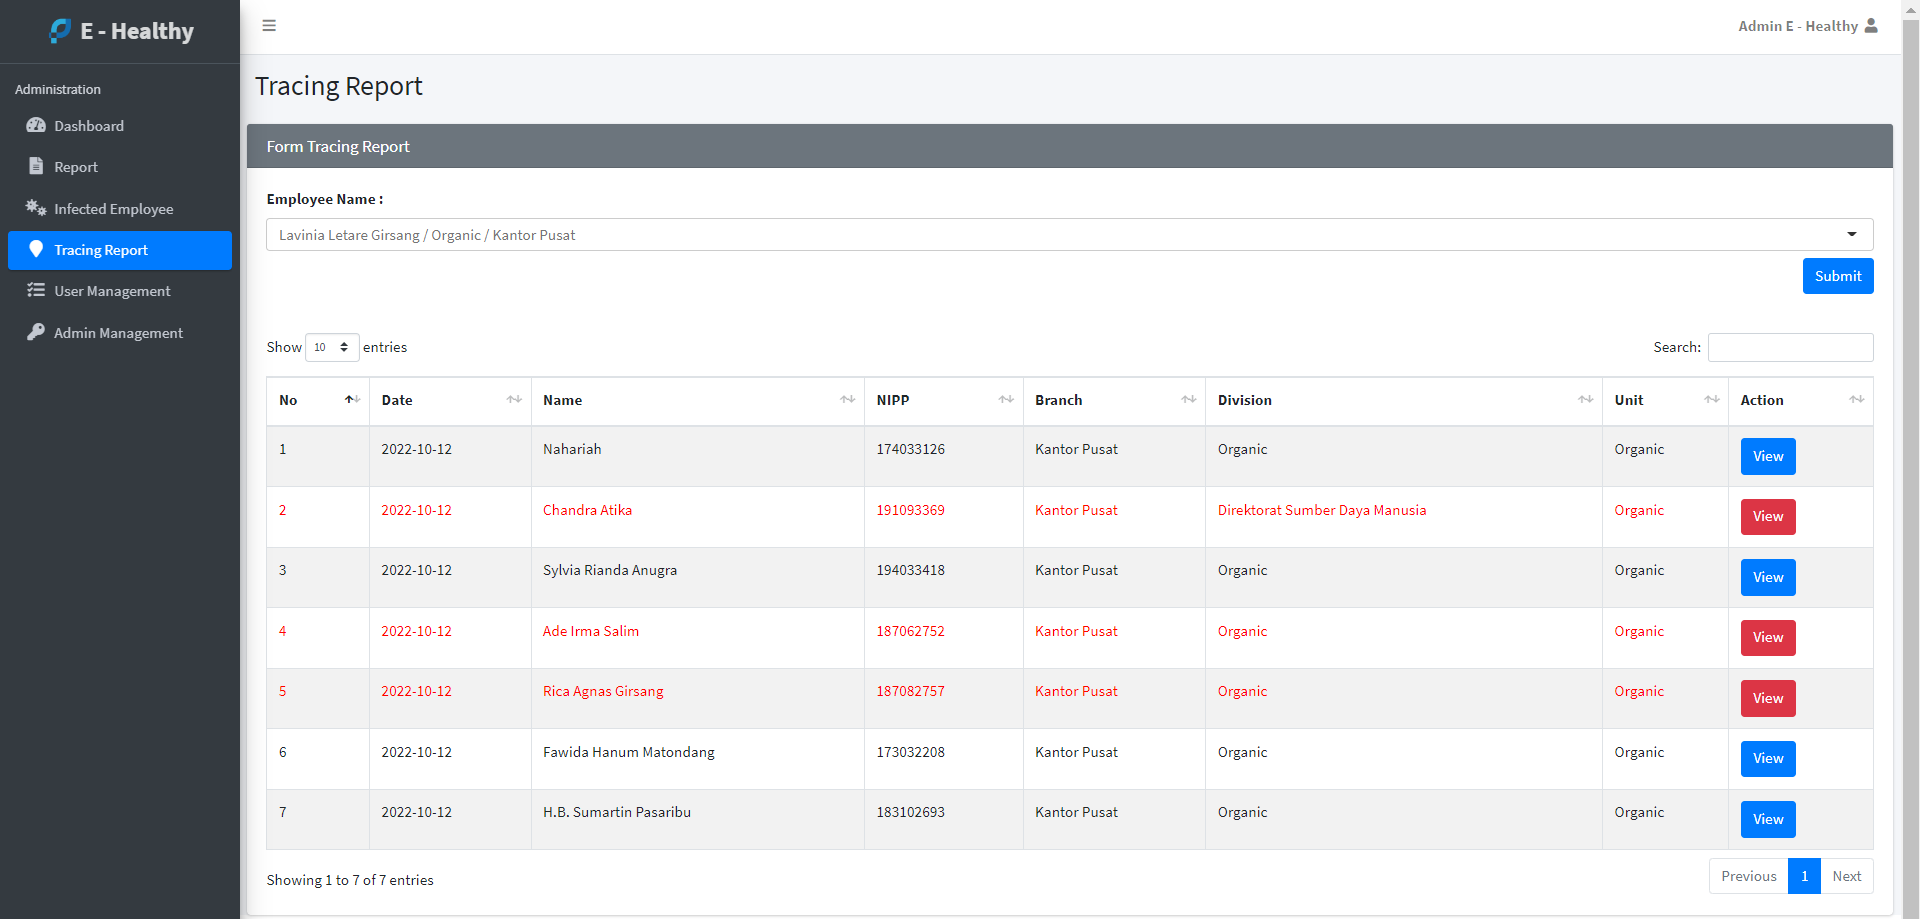 E - Healthy
Admin E - Healthy
Administration
Dashboard
Report
Infected Employee
Tracing Report
User Management
Admin Management
Tracing Report
Form Tracing Report
Employee Name :
Lavinia Letare Girsang / Organic / Kantor Pusat
Submit
Show 10 entries Search:
No Date Name NIPP Branch Division Unit Action
1 2022-10-12 Nahariah 174033126 Kantor Pusat Organic Organic View
2 2022-10-12 Chandra Atika 191093369 Kantor Pusat Direktorat Sumber Daya Manusia Organic View
3 2022-10-12 Sylvia Rianda Anugra 194033418 Kantor Pusat Organic Organic View
4 2022-10-12 Ade Irma Salim 187062752 Kantor Pusat Organic Organic View
5 2022-10-12 Rica Agnas Girsang 187082757 Kantor Pusat Organic Organic View
6 2022-10-12 Fawida Hanum Matondang 173032208 Kantor Pusat Organic Organic View
7 2022-10-12 H.B. Sumartin Pasaribu 183102693 Kantor Pusat Organic Organic View
Showing 1 to 7 of 7 entries Previous 1 Next